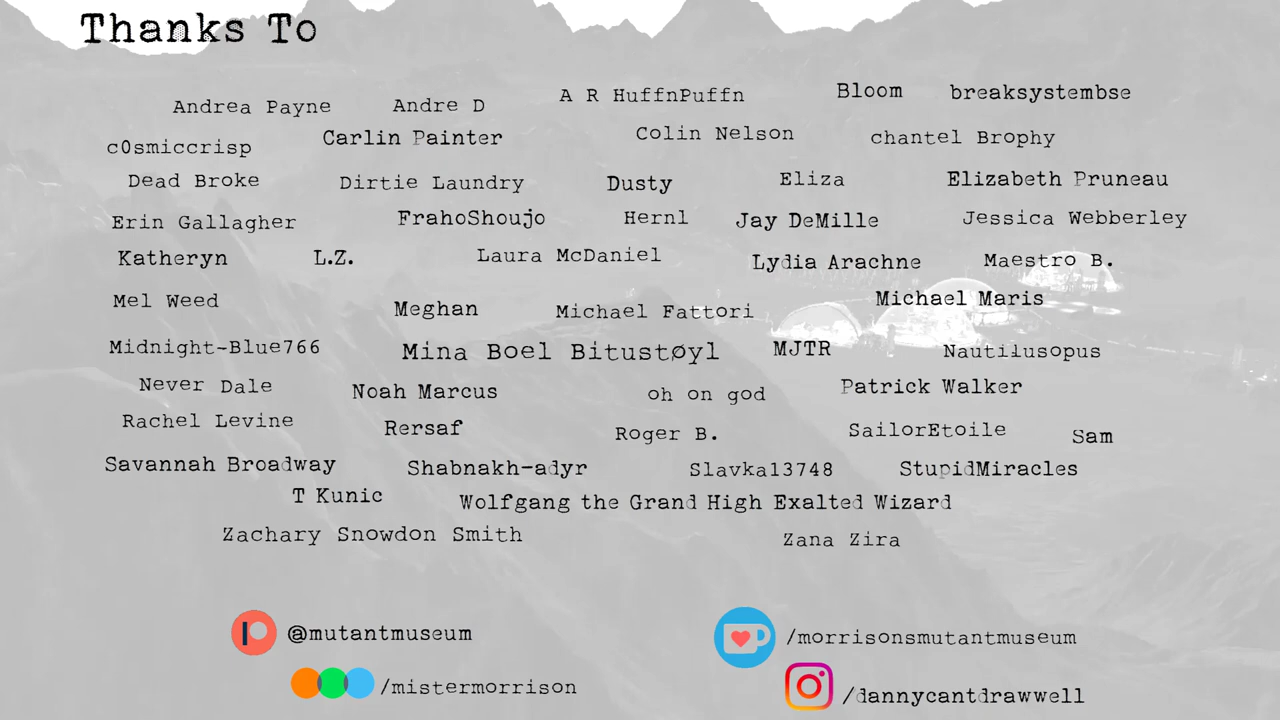 Thanks To
Andrea Payne Andre D A R HuffnPuffn Bloom breaksystembse
c0smiccrisp Carlin Painter Colin Nelson chantel Brophy
Dead Broke Dirtie Laundry Dusty Eliza Elizabeth Pruneau
Erin Gallagher FrahoShoujo Hernl Jay DeMille Jessica Webberley
Katheryn L.Z. Laura McDaniel Lydia Arachne Maestro B.
Mel Weed Meghan Michael Fattori Michael Maris
Midnight-Blue766 Mina Boel Bitustøyl MJTR Nautilusopus
Never Dale Noah Marcus oh on god Patrick Walker
Rachel Levine Rersaf Roger B. SailorEtoile Sam
Savannah Broadway Shabnakh-adyr Slavka13748 StupidMiracles
T Kunic Wolfgang the Grand High Exalted Wizard
Zachary Snowdon Smith Zana Zira
@mutantmuseum /morrisonsmutantmuseum
/mistermorrison /dannycantdrawwell